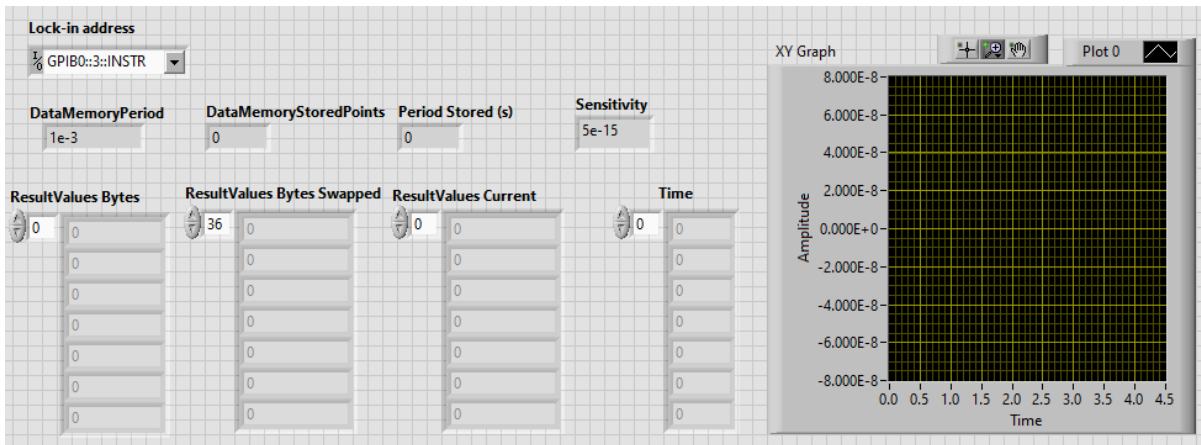 Lock-in address
I/O GPIB0::3::INSTR
DataMemoryPeriod
1e-3
DataMemoryStoredPoints
0
Period Stored (s)
0
Sensitivity
5e-15
ResultValues Bytes
0
0
0
0
0
0
0
0
ResultValues Bytes Swapped
36
0
0
0
0
0
0
0
ResultValues Current
0
0
0
0
0
0
0
0
Time
0
0
0
0
0
0
0
0
XY Graph
Plot 0
8.000E-8
6.000E-8
4.000E-8
2.000E-8
0.000E+0
-2.000E-8
-4.000E-8
-6.000E-8
-8.000E-8
Amplitude
0.0 0.5 1.0 1.5 2.0 2.5 3.0 3.5 4.0 4.5
Time